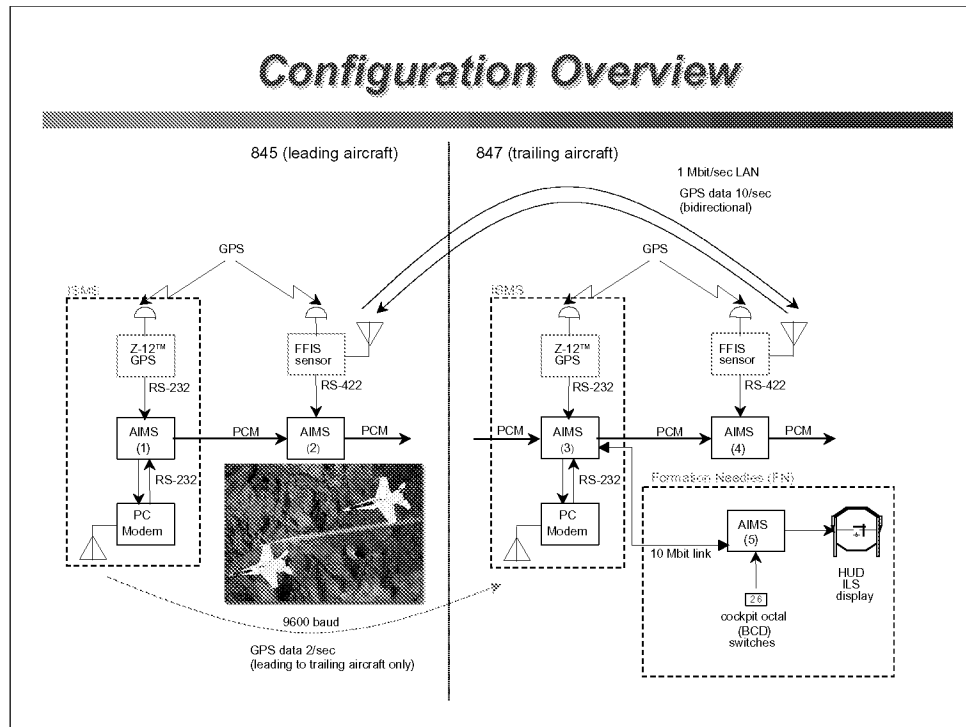 Configuration Overview
845 (leading aircraft)
847 (trailing aircraft)
1 Mbit/sec LAN
GPS data 10/sec
(bidirectional)
GPS
GPS
ISMS
ISMS
Z-12™
GPS
FFIS
sensor
Z-12™
GPS
FFIS
sensor
RS-232
RS-422
RS-232
RS-422
AIMS
(1)
PCM
AIMS
(2)
PCM
PCM
AIMS
(3)
PCM
AIMS
(4)
PCM
RS-232
RS-232
Formation Needles (FN)
PC
Modem
PC
Modem
AIMS
(5)
10 Mbit link
HUD
ILS
display
26
cockpit octal
(BCD)
switches
9600 baud
GPS data 2/sec
(leading to trailing aircraft only)